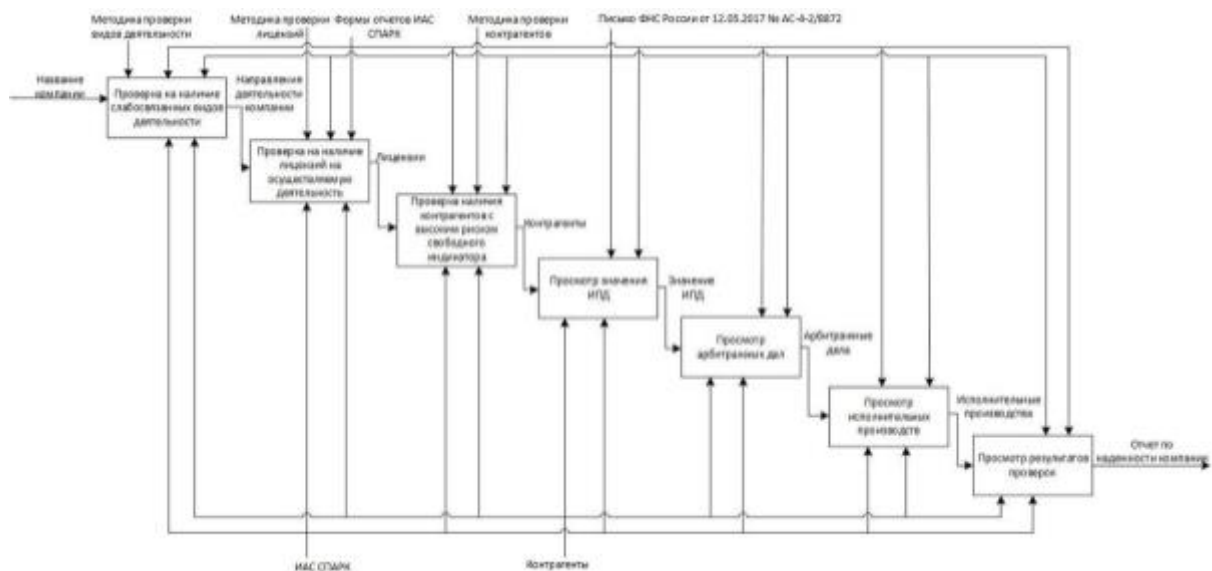 Методика проверки
видов деятельности
Методика проверки
лицензий
Формы отчетов ИАС
СПАРК
Методика проверки
контрагентов
Письмо ФНС России от 12.05.2017 № АС-4-2/8872
Название
компании
Проверка на наличие
слабосвязанных видов
деятельности
Направления
деятельности
компании
Проверка на наличие
лицензий на
осуществляемую
деятельность
Лицензии
Проверка наличия
контрагентов с
высоким риском
свободного
индикатора
Контрагенты
Просмотр значения
ИПД
Значение
ИПД
Просмотр
арбитражных дел
Арбитражные
дела
Просмотр
исполнительных
производств
Исполнительные
производства
Просмотр результатов
проверок
Отчет по
надежности компании
ИАС СПАРК
Контрагенты